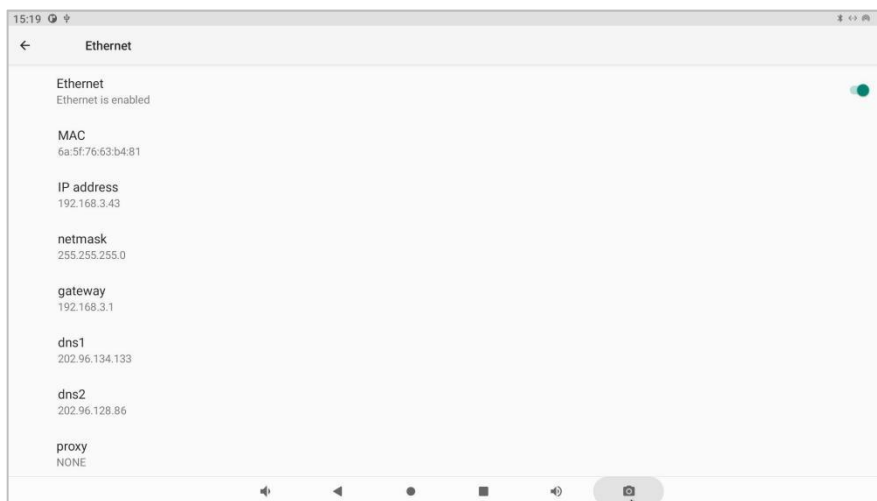 15:19
Ethernet
Ethernet
Ethernet is enabled
MAC
6a:5f:76:63:b4:81
IP address
192.168.3.43
netmask
255.255.255.0
gateway
192.168.3.1
dns1
202.96.134.133
dns2
202.96.128.86
proxy
NONE